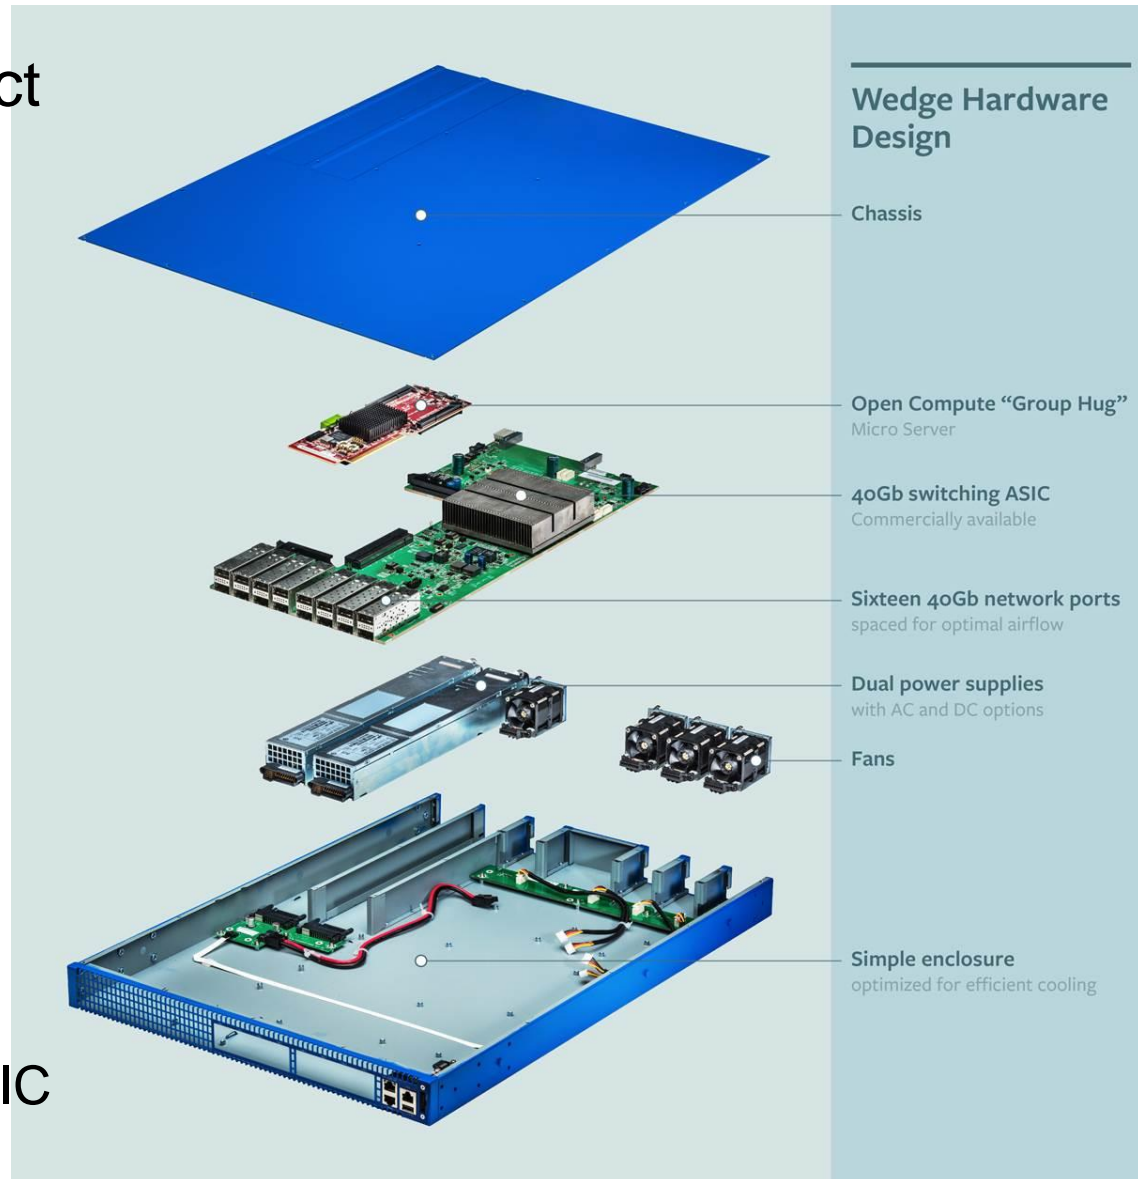 ct
Wedge Hardware
Design
Chassis
Open Compute “Group Hug”
Micro Server
40Gb switching ASIC
Commercially available
Sixteen 40Gb network ports
spaced for optimal airflow
Dual power supplies
with AC and DC options
Fans
Simple enclosure
optimized for efficient cooling
IC